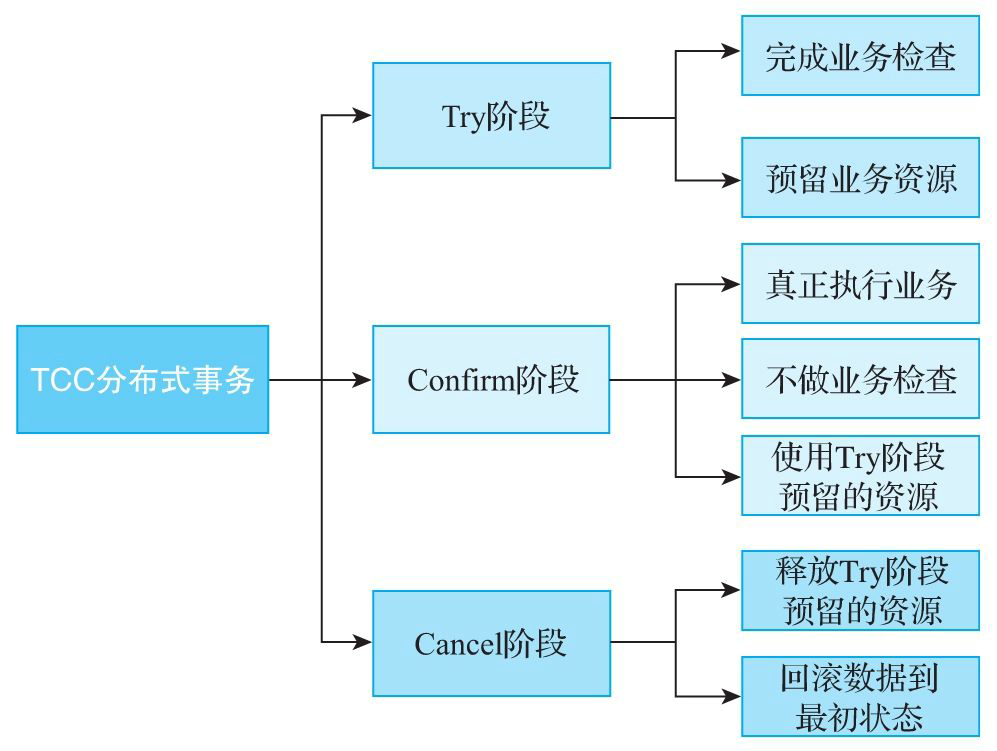 TCC分布式事务
Try阶段
完成业务检查
预留业务资源
Confirm阶段
真正执行业务
不做业务检查
使用Try阶段
预留的资源
Cancel阶段
释放Try阶段
预留的资源
回滚数据到
最初状态